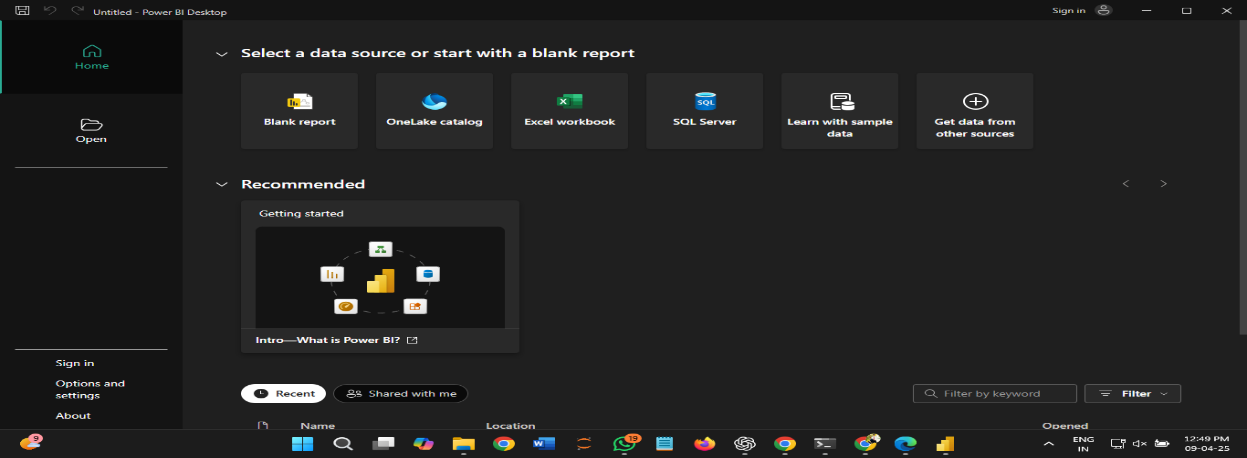 Untitled - Power BI Desktop
Sign in
Home
Open
Select a data source or start with a blank report
Blank report
OneLake catalog
Excel workbook
SQL
SQL Server
Learn with sample
data
Get data from
other sources
Recommended
Getting started
Intro—What is Power BI?
Recent
Shared with me
Filter by keyword
Filter
Name
Location
Opened
Sign in
Options and
settings
About
9
19
ENG
IN
12:49 PM
09-04-25